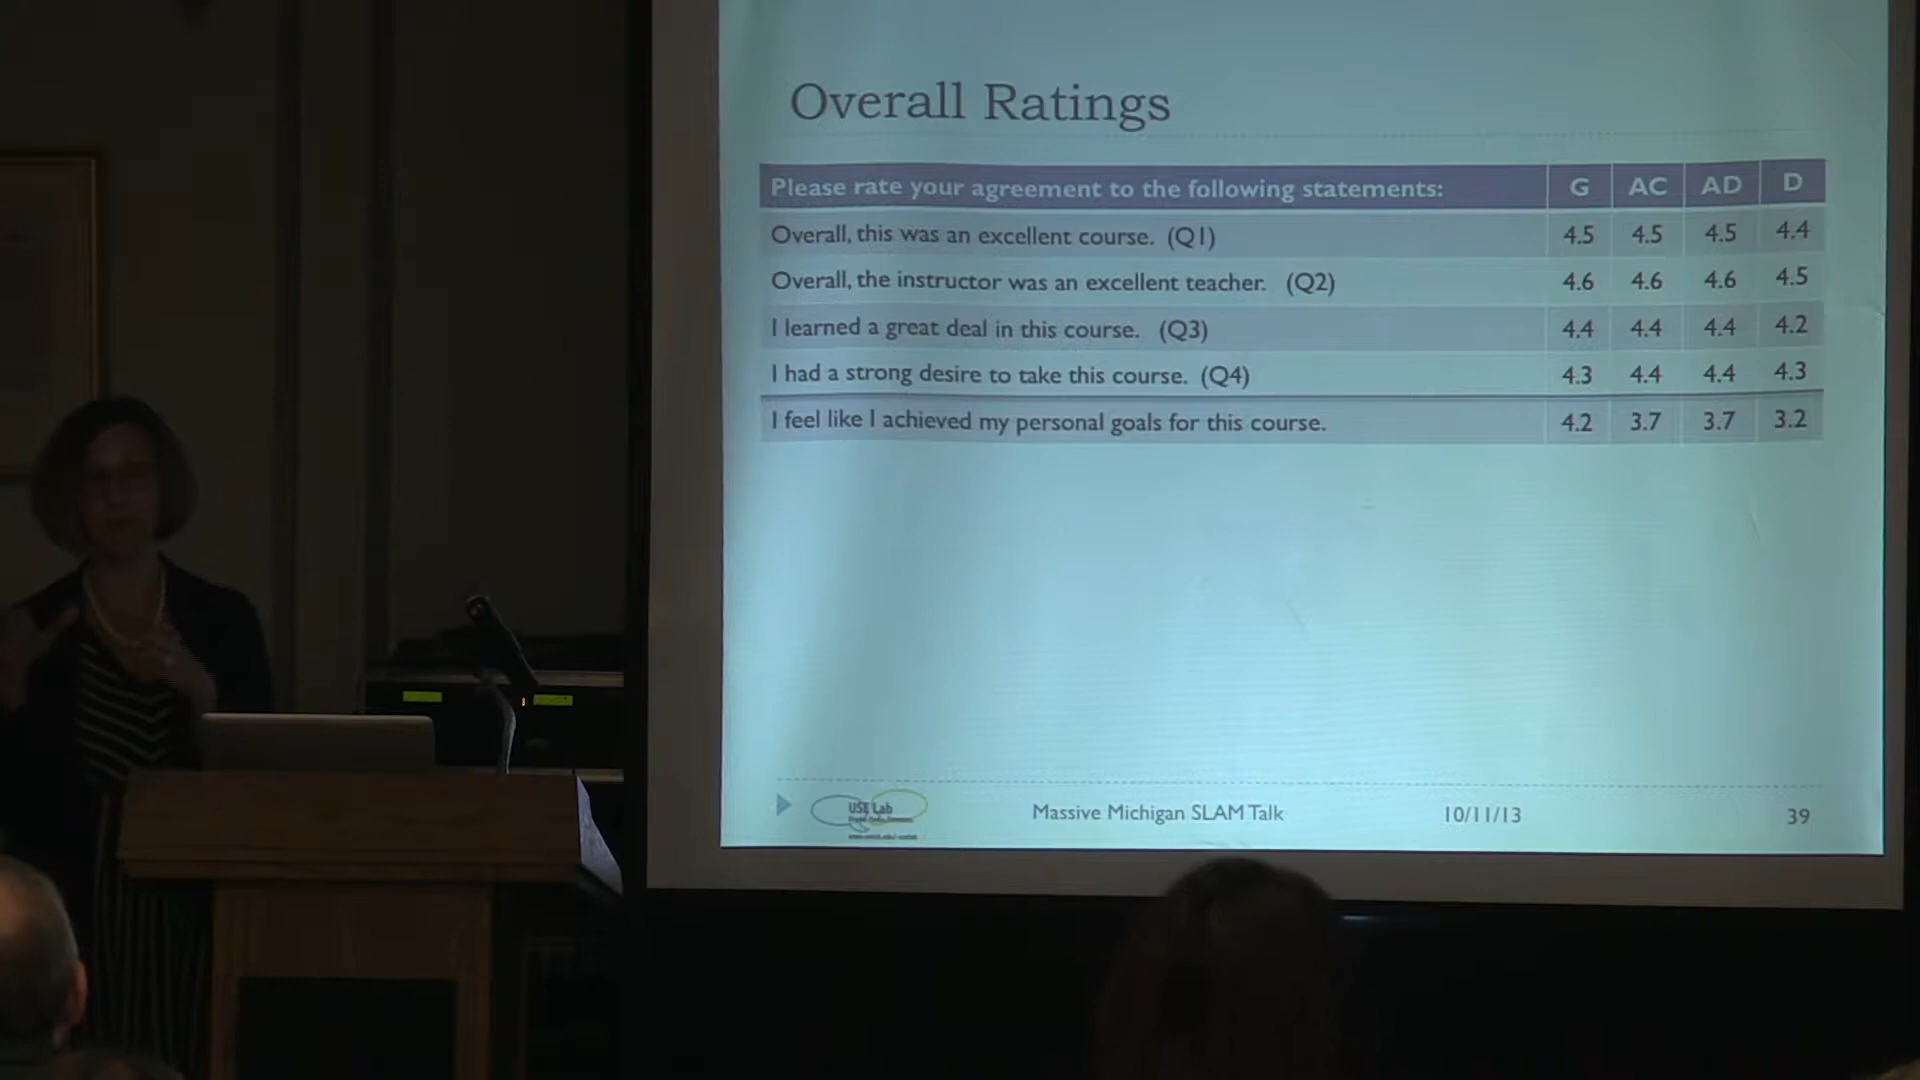 Overall Ratings
Please rate your agreement to the following statements: G AC AD D
Overall, this was an excellent course. (Q1) 4.5 4.5 4.5 4.4
Overall, the instructor was an excellent teacher. (Q2) 4.6 4.6 4.6 4.5
I learned a great deal in this course. (Q3) 4.4 4.4 4.4 4.2
I had a strong desire to take this course. (Q4) 4.3 4.4 4.4 4.3
I feel like I achieved my personal goals for this course. 4.2 3.7 3.7 3.2
USE Lab
Massive Michigan SLAM Talk 10/11/13 39